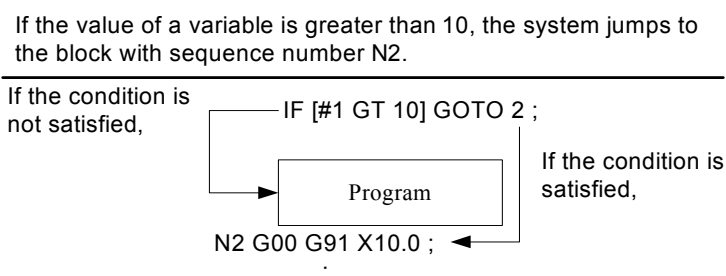 If the value of a variable is greater than 10, the system jumps to
the block with sequence number N2.
If the condition is
not satisfied,
IF [#1 GT 10] GOTO 2 ;
If the condition is
satisfied,
Program
N2 G00 G91 X10.0 ;
: